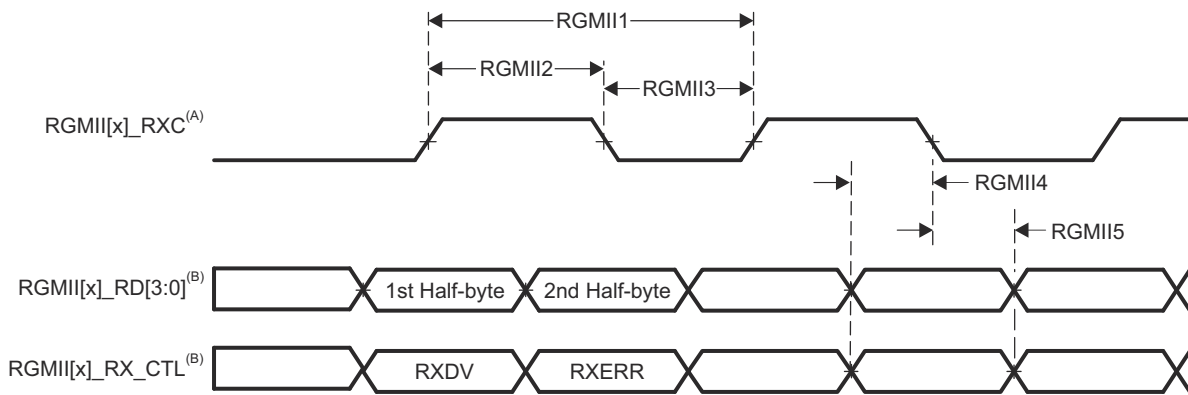 RGMII1
RGMII2
RGMII3
RGMII[x]_RXC(A)
RGMII4
RGMII5
RGMII[x]_RD[3:0](B)
1st Half-byte
2nd Half-byte
RGMII[x]_RX_CTL(B)
RXDV
RXERR